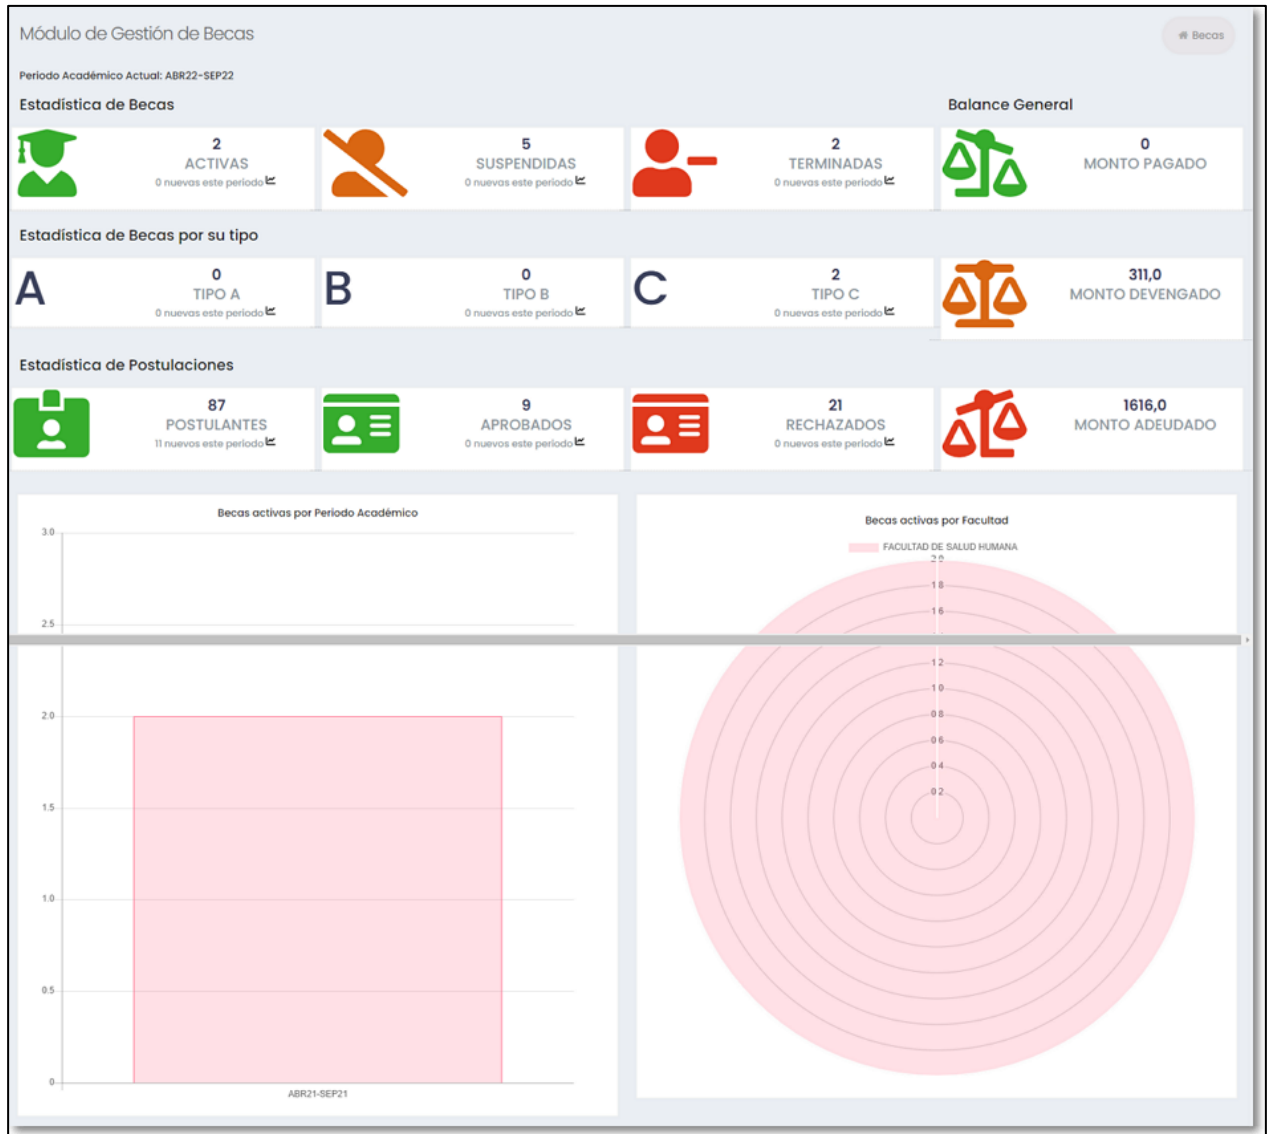 Módulo de Gestión de Becas
Becas
Periodo Académico Actual: ABR22-SEP22
Estadística de Becas
Balance General
2
ACTIVAS
0 nuevas este periodo
5
SUSPENDIDAS
0 nuevas este periodo
2
TERMINADAS
0 nuevas este periodo
0
MONTO PAGADO
Estadística de Becas por su tipo
A
0
TIPO A
0 nuevas este periodo
B
0
TIPO B
0 nuevas este periodo
C
2
TIPO C
0 nuevas este periodo
311,0
MONTO DEVENGADO
Estadística de Postulaciones
87
POSTULANTES
11 nuevos este periodo
9
APROBADOS
0 nuevos este periodo
21
RECHAZADOS
0 nuevos este periodo
1616,0
MONTO ADEUDADO
Becas activas por Periodo Académico
3.0
2.5
2.0
1.5
1.0
0.5
0
ABR21-SEP21
Becas activas por Facultad
FACULTAD DE SALUD HUMANA
2.0
1.8
1.6
1.2
1.0
0.8
0.6
0.4
0.2